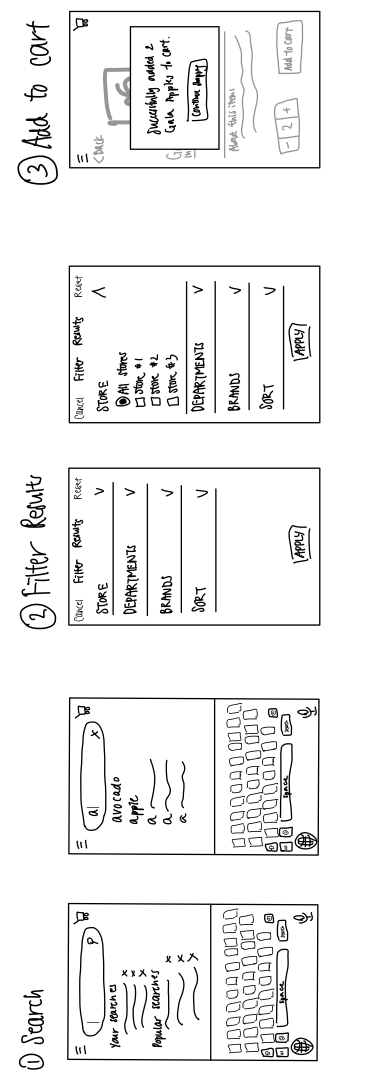 ① Search
Your searches
x
x
x
Popular searches
x
x
x
space
a|
x
avocado
apple
a
a
a
space
② Filter Results
Cancel Filter Results Reset
STORE
DEPARTMENTS
BRANDS
SORT
APPLY
Cancel Filter Results Reset
STORE
All stores
Store #1
Store #2
Store #3
DEPARTMENTS
BRANDS
SORT
APPLY
③ Add to cart
< Back
Successfully added 2
Gala Apples to cart.
Continue shopping
About this item
- 2 +
Add to Cart